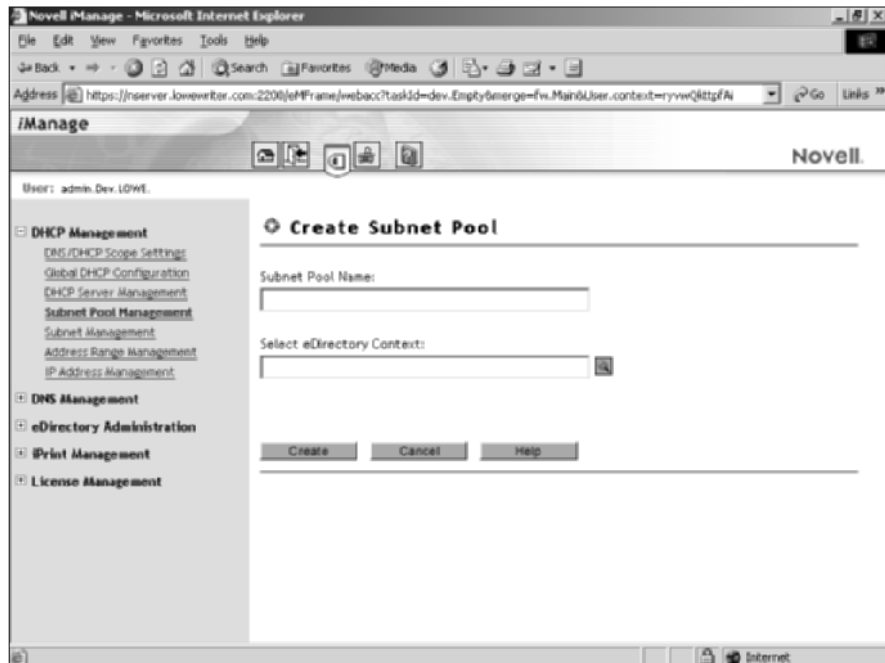 Novell iManage - Microsoft Internet Explorer
File Edit View Favorites Tools Help
Back Search Favorites Media
Address https://nserver.lowewriter.com:2200/eMFrame/webacc?taskId=dev.Empty&merge=fw.Main&User.context= Go Links »
iManage
Novell.
User: admin.Dev.LOWE.
DHCP Management
DNS/DHCP Scope Settings
Global DHCP Configuration
DHCP Server Management
Subnet Pool Management
Subnet Management
Address Range Management
IP Address Management
DNS Management
eDirectory Administration
iPrint Management
License Management
Create Subnet Pool
Subnet Pool Name:
Select eDirectory Context:
Create Cancel Help
Internet